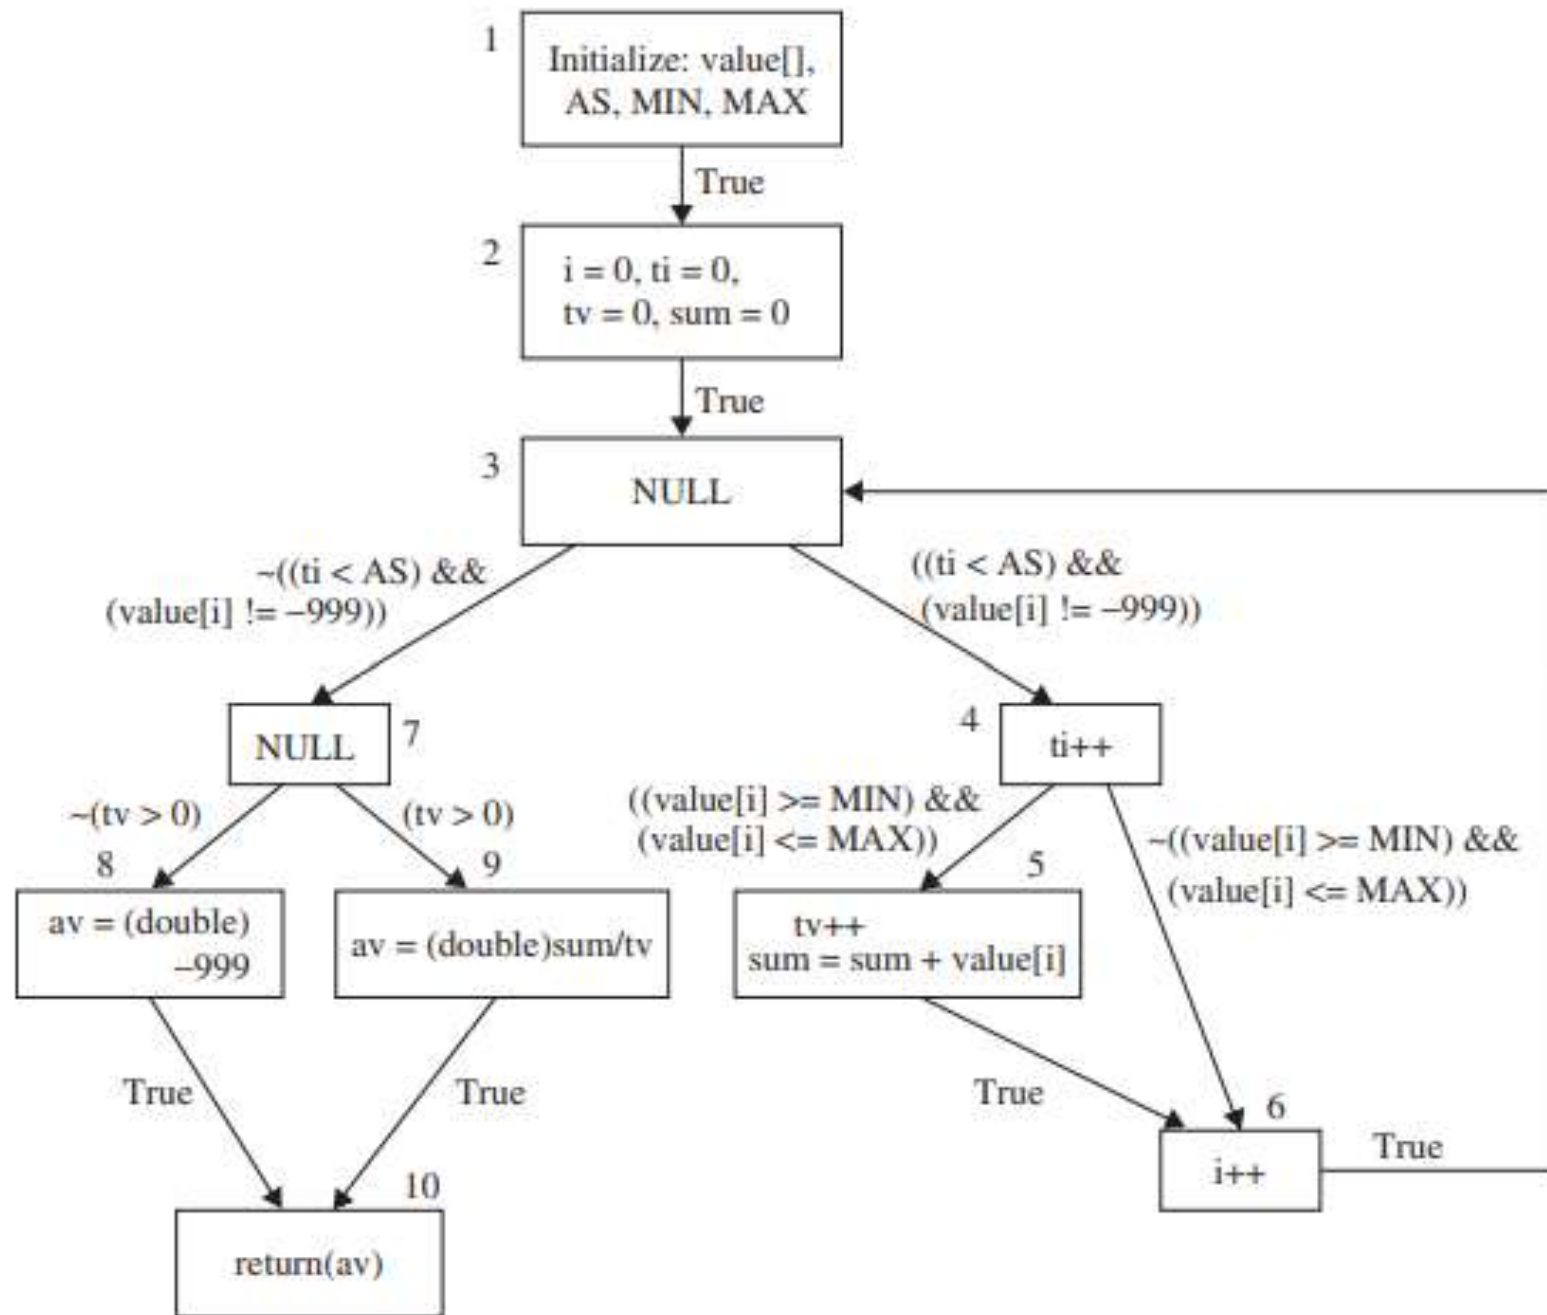 1
Initialize: value[],
AS, MIN, MAX
True
2
i = 0, ti = 0,
tv = 0, sum = 0
True
3
NULL
~((ti < AS) &&
(value[i] != –999))
((ti < AS) &&
(value[i] != –999))
NULL
7
4
ti++
~(tv > 0)
(tv > 0)
((value[i] >= MIN) &&
(value[i] <= MAX))
~((value[i] >= MIN) &&
(value[i] <= MAX))
8
9
5
av = (double)
–999
av = (double)sum/tv
tv++
sum = sum + value[i]
True
True
True
6
i++
True
10
return(av)